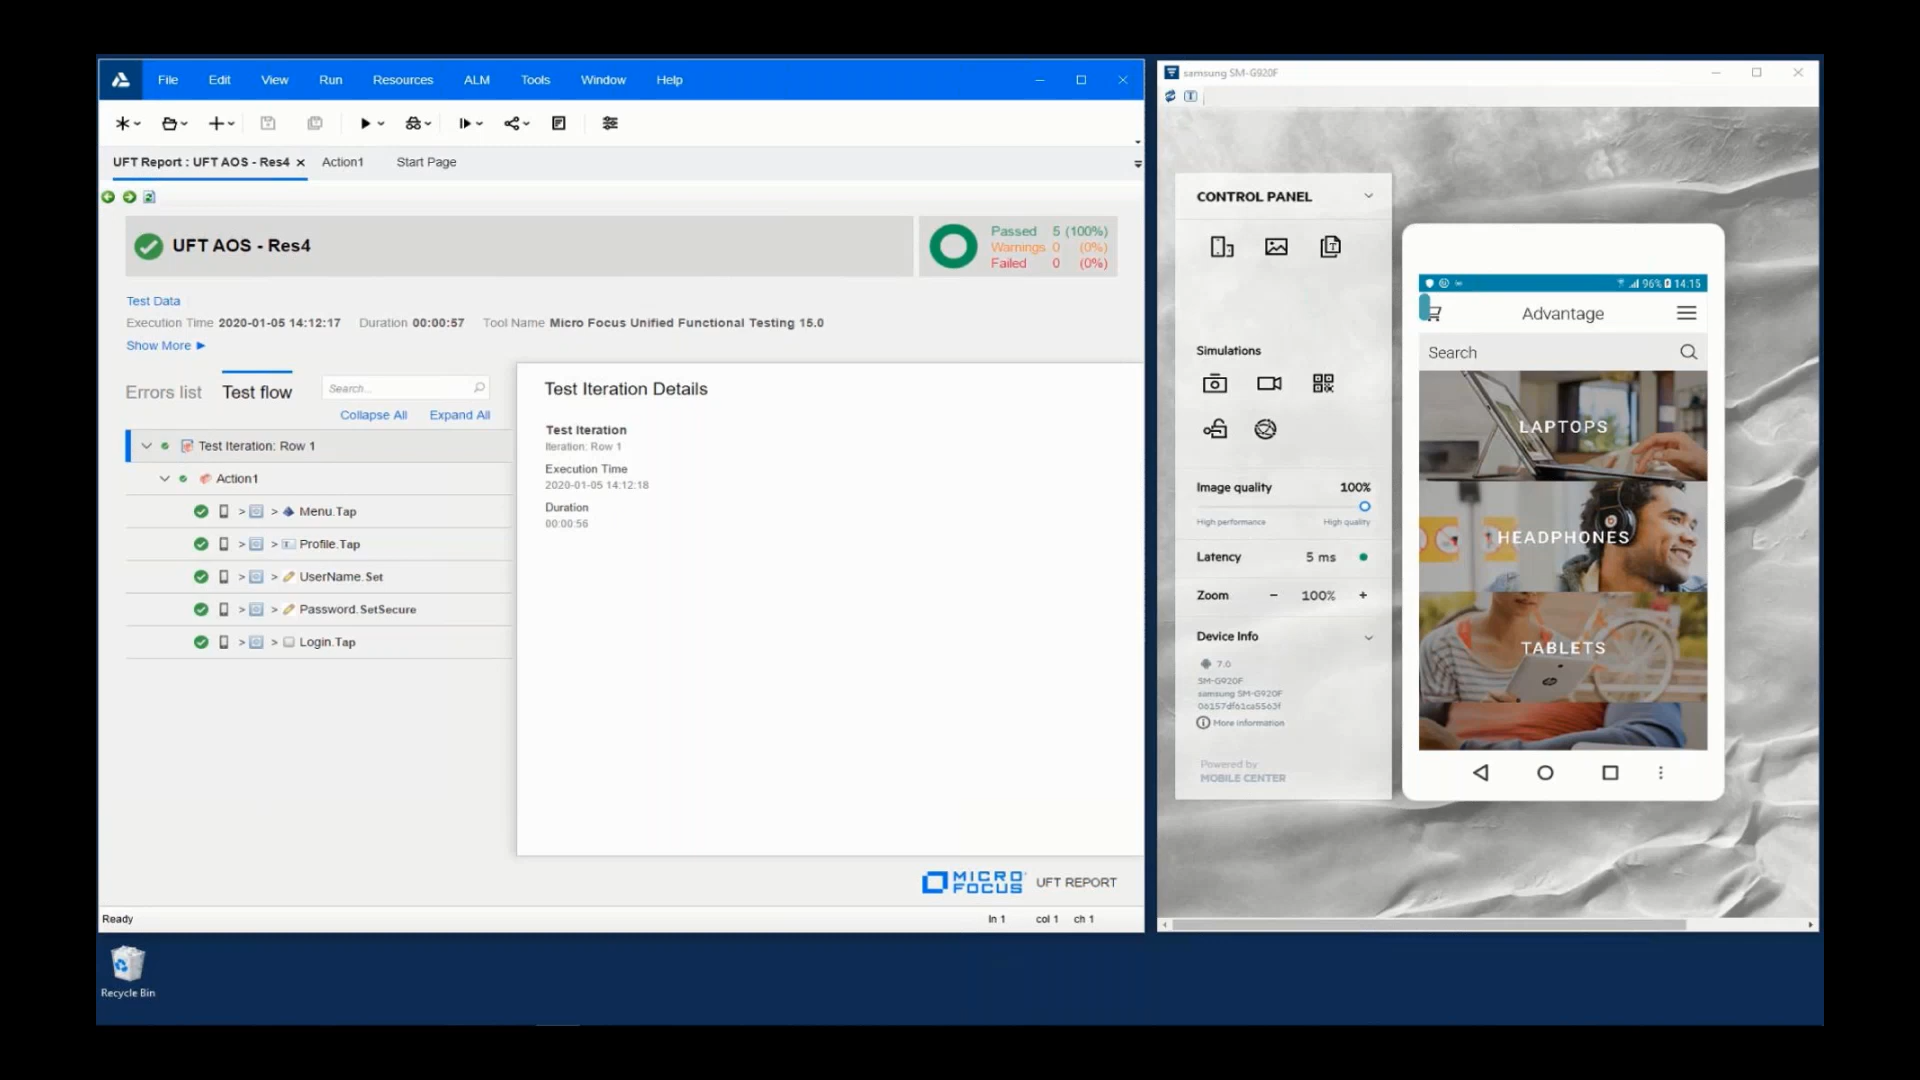 File Edit View Run Resources ALM Tools Window Help
UFT Report : UFT AOS - Res4 × Action1 Start Page
UFT AOS - Res4
Passed 5 (100%)
Warnings 0 (0%)
Failed 0 (0%)
Test Data
Execution Time 2020-01-05 14:12:17 Duration 00:00:57 Tool Name Micro Focus Unified Functional Testing 15.0
Show More
Errors list Test flow Search...
Collapse All Expand All
Test Iteration: Row 1
Action1
> > Menu.Tap
> > Profile.Tap
> > UserName.Set
> > Password.SetSecure
> > Login.Tap
Test Iteration Details
Test Iteration
Iteration: Row 1
Execution Time
2020-01-05 14:12:18
Duration
00:00:56
MICRO FOCUS UFT REPORT
Ready ln 1 col 1 ch 1
Recycle Bin
samsung SM-G920F
CONTROL PANEL
Simulations
Image quality 100%
High performance High quality
Latency 5 ms
Zoom − 100% +
Device Info
7.0
SM-G920F
samsung SM-G920F
06157df61ca5563f
More information
Powered by
MOBILE CENTER
96% 14:15
Advantage
Search
LAPTOPS
HEADPHONES
TABLETS